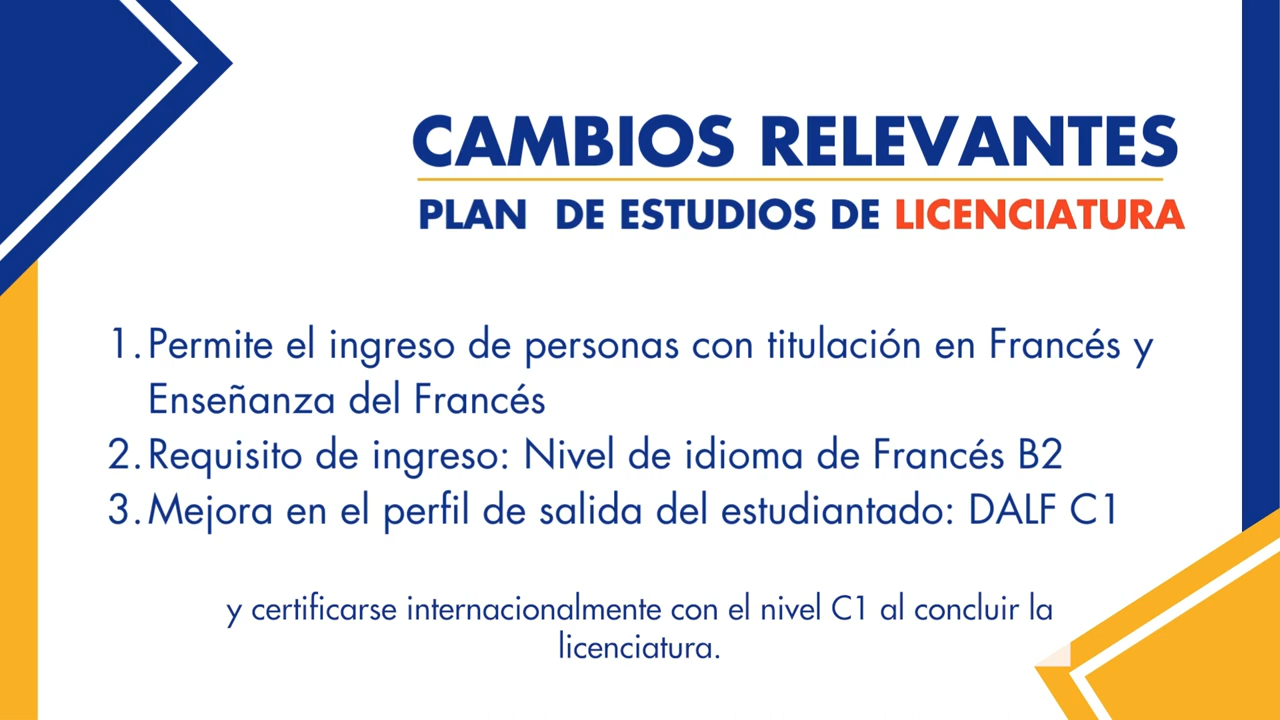 CAMBIOS RELEVANTES
PLAN DE ESTUDIOS DE LICENCIATURA
1. Permite el ingreso de personas con titulación en Francés y
Enseñanza del Francés
2. Requisito de ingreso: Nivel de idioma de Francés B2
3. Mejora en el perfil de salida del estudiantado: DALF C1
y certificarse internacionalmente con el nivel C1 al concluir la
licenciatura.